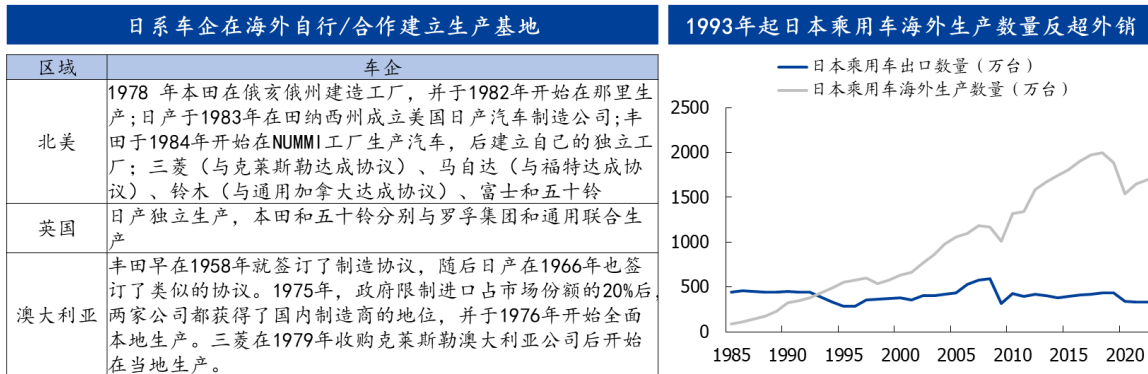 日系车企在海外自行/合作建立生产基地
区域
车企
北美
1978 年本田在俄亥俄州建造工厂，并于1982年开始在那里生
产;日产于1983年在田纳西州成立美国日产汽车制造公司;丰
田于1984年开始在NUMMI工厂生产汽车，后建立自己的独立工
厂；三菱（与克莱斯勒达成协议）、马自达（与福特达成协
议）、铃木（与通用加拿大达成协议）、富士和五十铃
英国
日产独立生产，本田和五十铃分别与罗孚集团和通用联合生
产
澳大利亚
丰田早在1958年就签订了制造协议，随后日产在1966年也签
订了类似的协议。1975年，政府限制进口占市场份额的20%后，
两家公司都获得了国内制造商的地位，并于1976年开始全面
本地生产。三菱在1979年收购克莱斯勒澳大利亚公司后开始
在当地生产。
1993年起日本乘用车海外生产数量反超外销
日本乘用车出口数量（万台）
日本乘用车海外生产数量（万台）
2500
2000
1500
1000
500
0
1985
1990
1995
2000
2005
2010
2015
2020